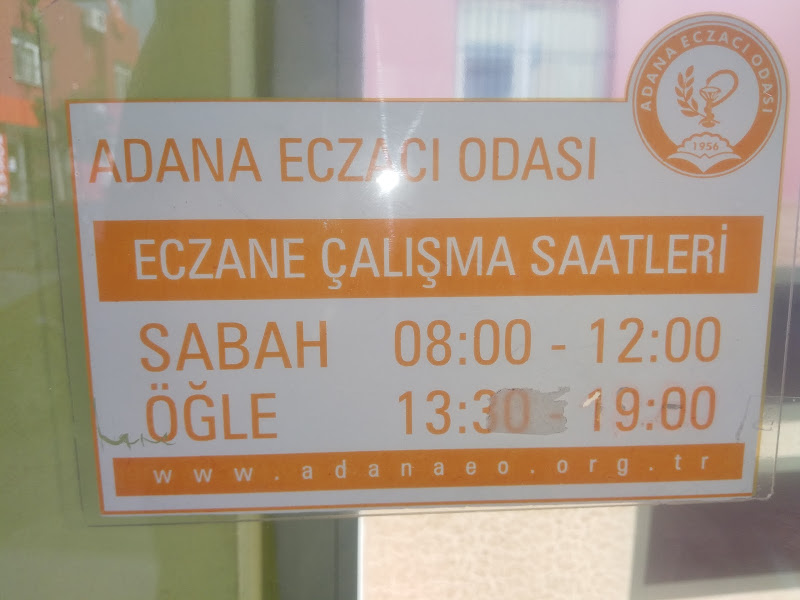 ADANA ECZACI ODASI
1956
ADANA ECZACI ODASI
ECZANE ÇALIŞMA SAATLERİ
SABAH 08:00 - 12:00
ÖĞLE 13:30 - 19:00
www.adanaeo.org.tr